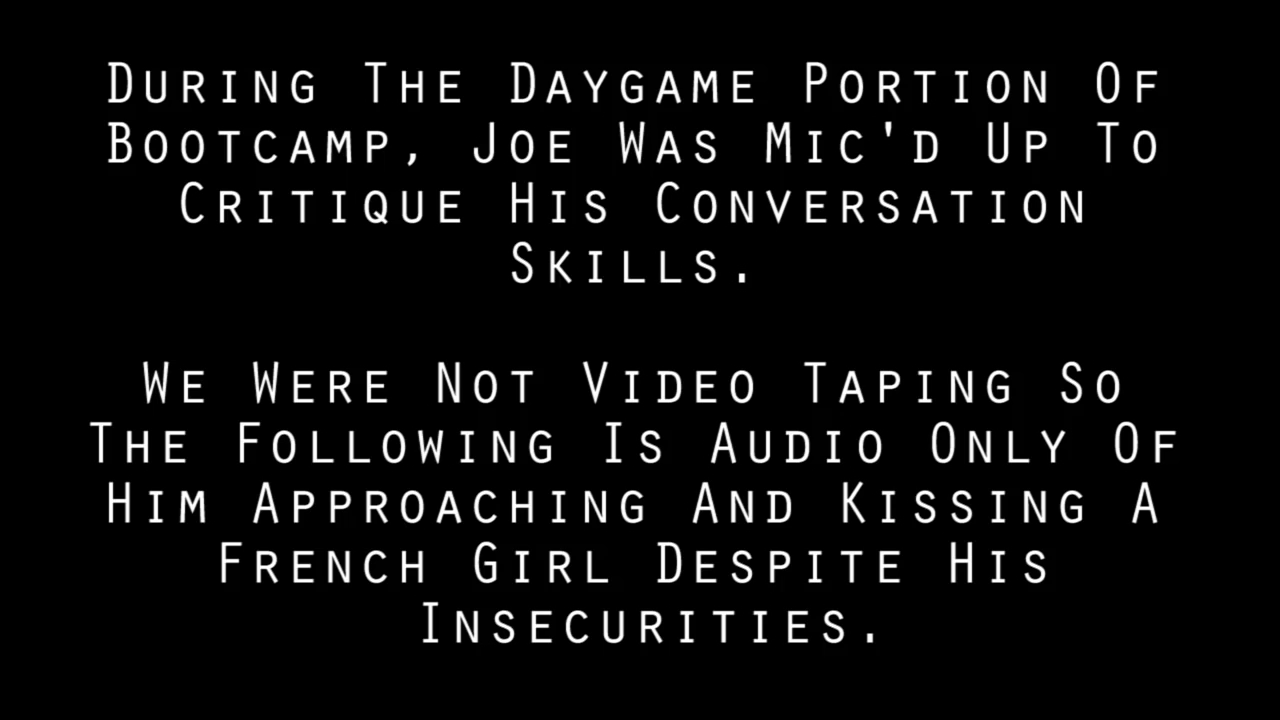 During The Daygame Portion Of
Bootcamp, Joe Was Mic'd Up To
Critique His Conversation
Skills.
We Were Not Video Taping So
The Following Is Audio Only Of
Him Approaching And Kissing A
French Girl Despite His
Insecurities.